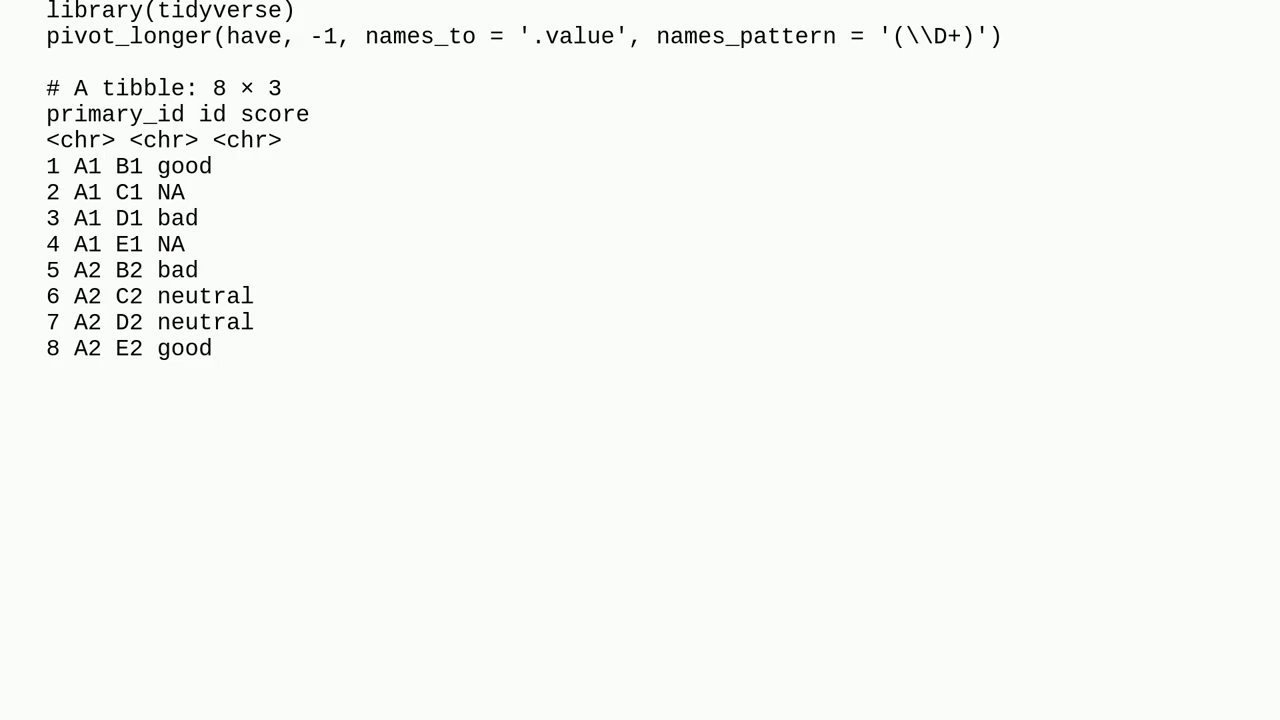 library(tidyverse)
pivot_longer(have, -1, names_to = '.value', names_pattern = '(\\D+)')
# A tibble: 8 × 3
primary_id id score
<chr> <chr> <chr>
1 A1 B1 good
2 A1 C1 NA
3 A1 D1 bad
4 A1 E1 NA
5 A2 B2 bad
6 A2 C2 neutral
7 A2 D2 neutral
8 A2 E2 good